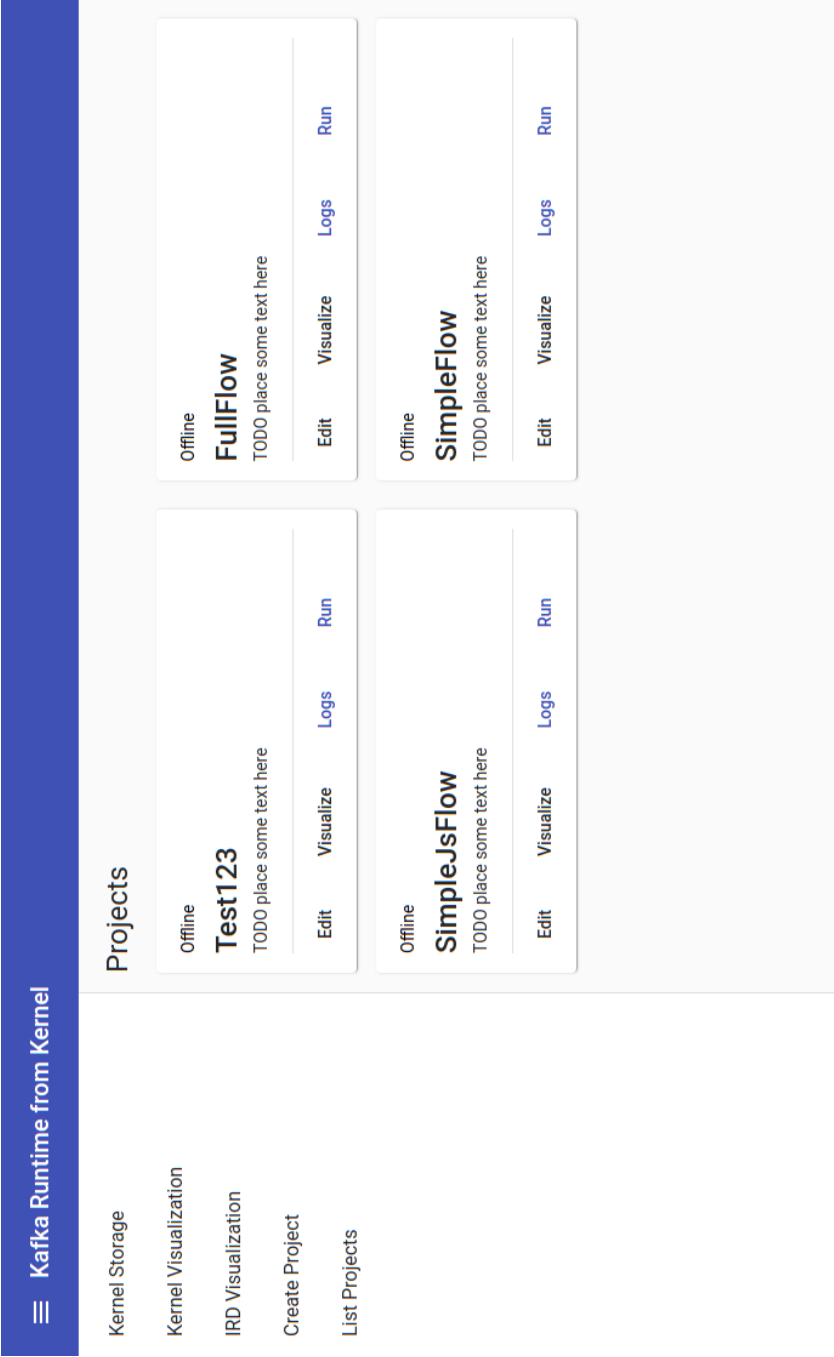 Kafka Runtime from Kernel
Kernel Storage
Kernel Visualization
IRD Visualization
Create Project
List Projects
Projects
Offline
Test123
TODO place some text here
Edit Visualize Logs Run
Offline
FullFlow
TODO place some text here
Edit Visualize Logs Run
Offline
SimpleJsFlow
TODO place some text here
Edit Visualize Logs Run
Offline
SimpleFlow
TODO place some text here
Edit Visualize Logs Run